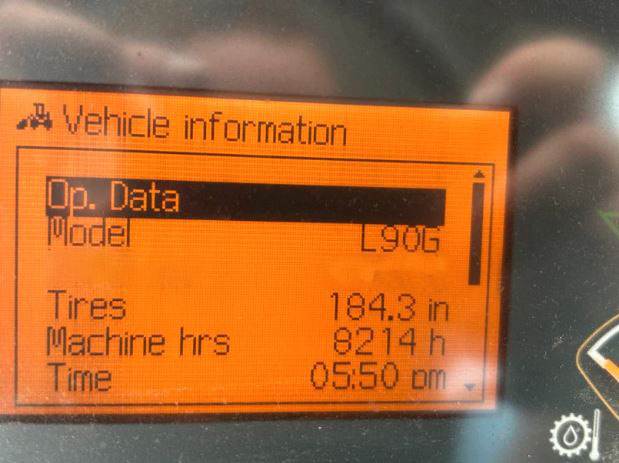 Vehicle information
Op. Data
Model L90G
Tires 184.3 in
Machine hrs 8214 h
Time 05:50 pm